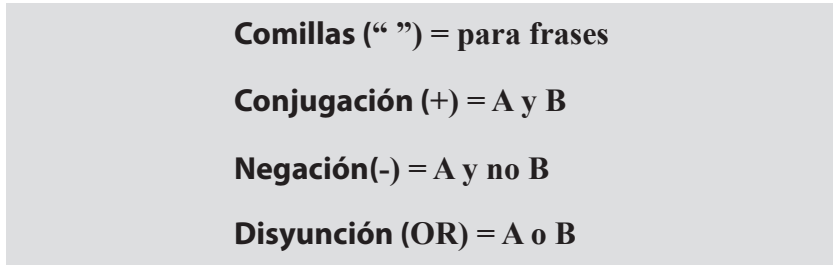 Comillas (“ ”) = para frases
Conjugación (+) = A y B
Negación(-) = A y no B
Disyunción (OR) = A o B